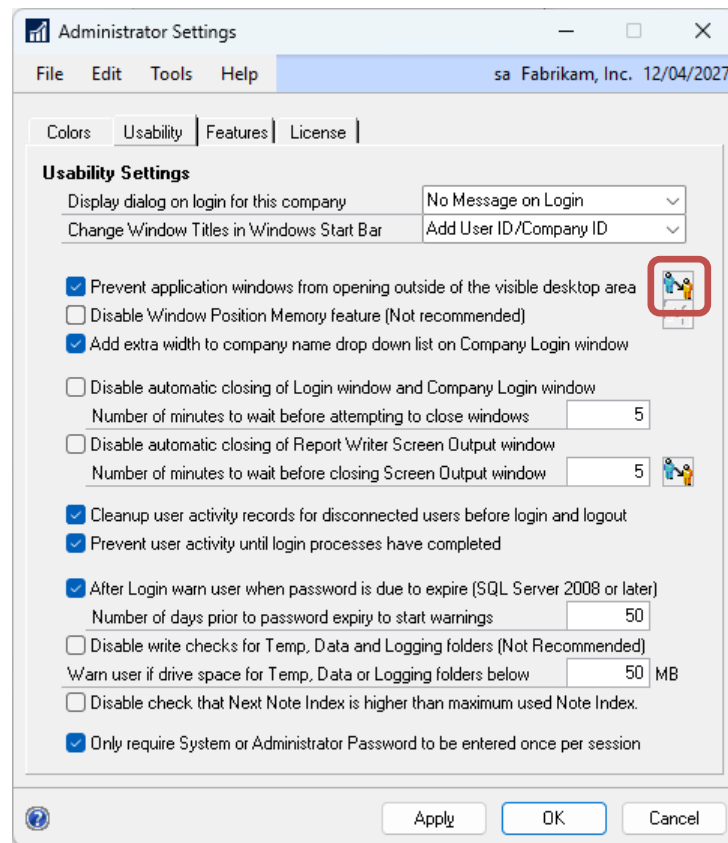 Administrator Settings
File Edit Tools Help sa Fabrikam, Inc. 12/04/2027
Colors Usability Features License
Usability Settings
Display dialog on login for this company No Message on Login
Change Window Titles in Windows Start Bar Add User ID/Company ID
Prevent application windows from opening outside of the visible desktop area
Disable Window Position Memory feature (Not recommended)
Add extra width to company name drop down list on Company Login window
Disable automatic closing of Login window and Company Login window
Number of minutes to wait before attempting to close windows 5
Disable automatic closing of Report Writer Screen Output window
Number of minutes to wait before closing Screen Output window 5
Cleanup user activity records for disconnected users before login and logout
Prevent user activity until login processes have completed
After Login warn user when password is due to expire (SQL Server 2008 or later)
Number of days prior to password expiry to start warnings 50
Disable write checks for Temp, Data and Logging folders (Not Recommended)
Warn user if drive space for Temp, Data or Logging folders below 50 MB
Disable check that Next Note Index is higher than maximum used Note Index.
Only require System or Administrator Password to be entered once per session
Apply OK Cancel